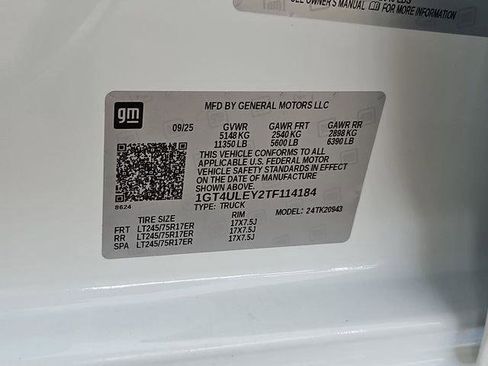 SEE OWNER'S MANUAL FOR MORE INFORMATION
gm
MFD BY GENERAL MOTORS LLC
09/25 GVWR GAWR FRT GAWR RR
5148 KG 2540 KG 2898 KG
11350 LB 5600 LB 6390 LB
THIS VEHICLE CONFORMS TO ALL
APPLICABLE U.S. FEDERAL MOTOR
VEHICLE SAFETY STANDARDS IN
EFFECT ON THE DATE OF MANUFACTURE
SHOWN ABOVE.
1GT4ULEY2TF114184
TYPE: TRUCK
8624
MODEL: 24TK20943
TIRE SIZE RIM
FRT LT245/75R17ER 17X7.5J
RR LT245/75R17ER 17X7.5J
SPA LT245/75R17ER 17X7.5J